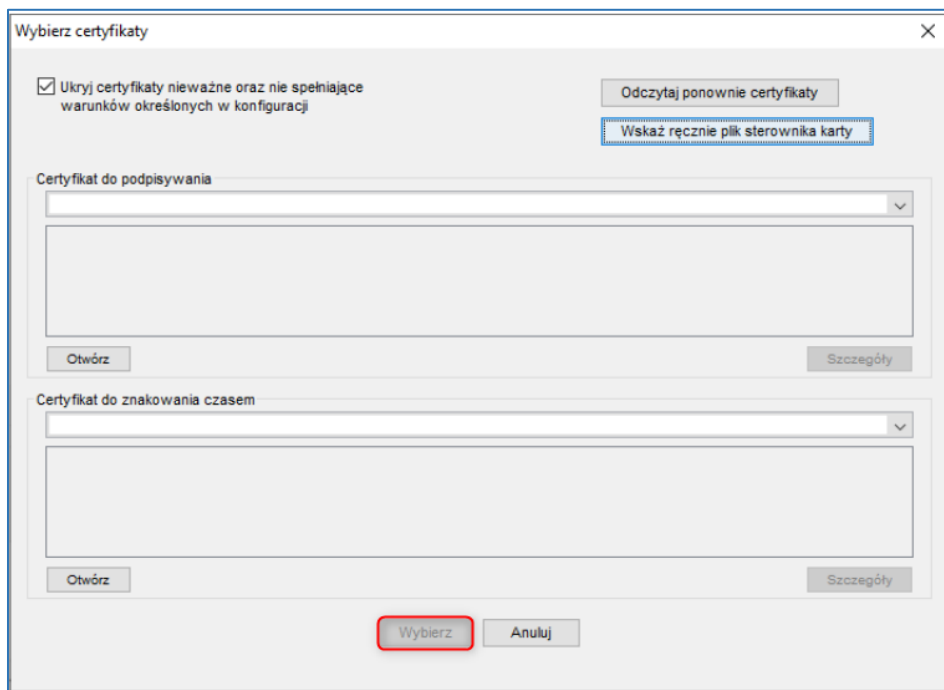 Wybierz certyfikaty
Ukryj certyfikaty nieważne oraz nie spełniające
warunków określonych w konfiguracji
Odczytaj ponownie certyfikaty
Wskaż ręcznie plik sterownika karty
Certyfikat do podpisywania
Otwórz
Szczegóły
Certyfikat do znakowania czasem
Otwórz
Szczegóły
Wybierz
Anuluj